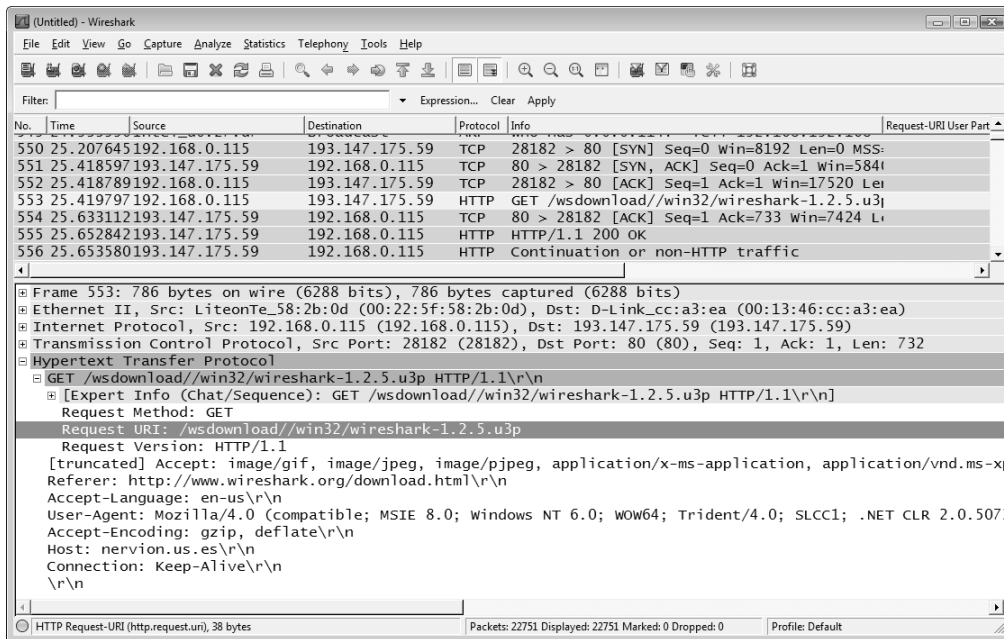 (Untitled) - Wireshark
File Edit View Go Capture Analyze Statistics Telephony Tools Help
Filter: Expression... Clear Apply
No. Time Source Destination Protocol Info Request-URI User Part
550 25.207645 192.168.0.115 193.147.175.59 TCP 28182 > 80 [SYN] Seq=0 Win=8192 Len=0 MSS=
551 25.418597 193.147.175.59 192.168.0.115 TCP 80 > 28182 [SYN, ACK] Seq=0 Ack=1 Win=584
552 25.418789 192.168.0.115 193.147.175.59 TCP 28182 > 80 [ACK] Seq=1 Ack=1 Win=17520
553 25.419797 192.168.0.115 193.147.175.59 HTTP GET /wsdownload//win32/wireshark-1.2.5.u3p
554 25.633112 193.147.175.59 192.168.0.115 TCP 80 > 28182 [ACK] Seq=1 Ack=733 Win=7424
555 25.652842 193.147.175.59 192.168.0.115 HTTP HTTP/1.1 200 OK
556 25.653580 193.147.175.59 192.168.0.115 HTTP Continuation or non-HTTP traffic
Frame 553: 786 bytes on wire (6288 bits), 786 bytes captured (6288 bits)
Ethernet II, Src: LiteonTe_58:2b:0d (00:22:5f:58:2b:0d), Dst: D-Link_cc:a3:ea (00:13:46:cc:a3:ea)
Internet Protocol, Src: 192.168.0.115 (192.168.0.115), Dst: 193.147.175.59 (193.147.175.59)
Transmission Control Protocol, Src Port: 28182 (28182), Dst Port: 80 (80), Seq: 1, Ack: 1, Len: 732
Hypertext Transfer Protocol
GET /wsdownload//win32/wireshark-1.2.5.u3p HTTP/1.1\r\n
[Expert Info (Chat/Sequence): GET /wsdownload//win32/wireshark-1.2.5.u3p HTTP/1.1\r\n]
Request Method: GET
Request URI: /wsdownload//win32/wireshark-1.2.5.u3p
Request Version: HTTP/1.1
[truncated] Accept: image/gif, image/jpeg, image/pjpeg, application/x-ms-application, application/vnd.ms-xp
Referer: http://www.wireshark.org/download.html\r\n
Accept-Language: en-us\r\n
User-Agent: Mozilla/4.0 (compatible; MSIE 8.0; Windows NT 6.0; WOW64; Trident/4.0; SLCC1; .NET CLR 2.0.507
Accept-Encoding: gzip, deflate\r\n
Host: nervion.us.es\r\n
Connection: Keep-Alive\r\n
\r\n
HTTP Request-URI (http.request.uri), 38 bytes Packets: 22751 Displayed: 22751 Marked: 0 Dropped: 0 Profile: Default